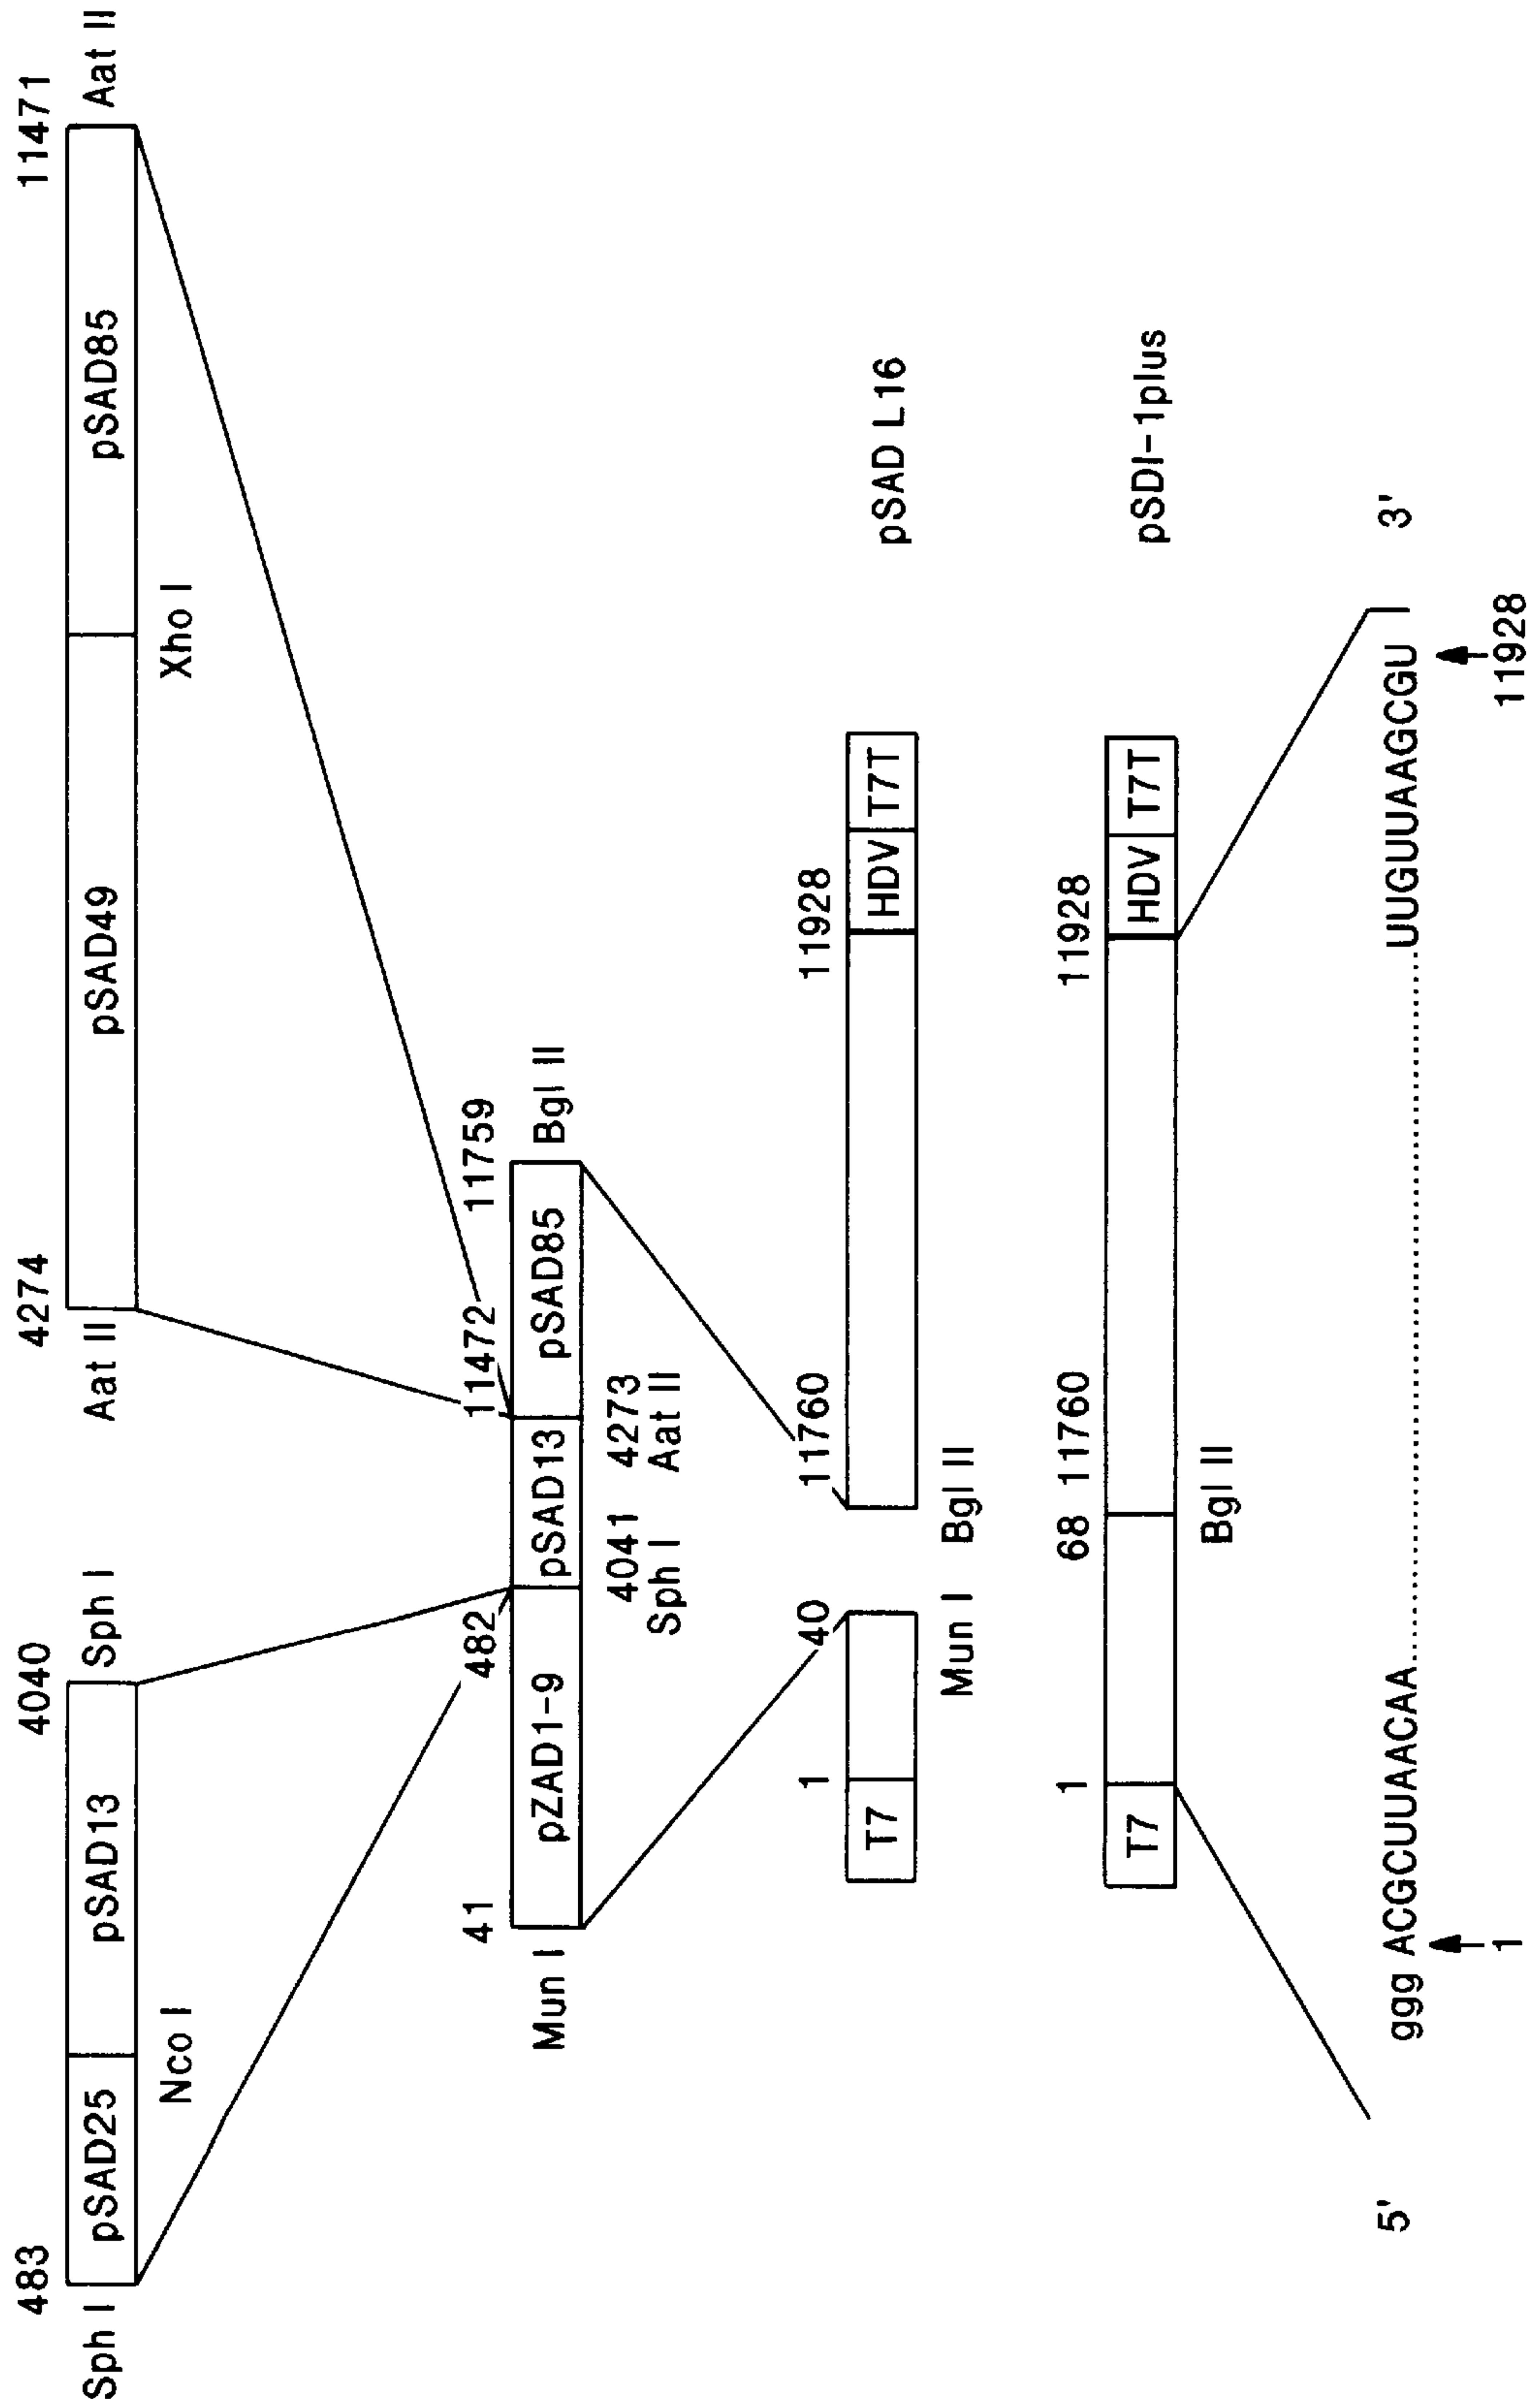 483 4040 4274 11471
Sph I pSAD25 pSAD13 Sph I Aat II pSAD49 pSAD85 Aat II
Nco I Xho I
41 482 11472 11759
Mun I pZAD1-9 pSAD13 pSAD85 Bgl II
4041 4273
Sph I Aat II
1 40 11760 11928
T7 HDV T7T pSAD L16
Mun I Bgl II
1 68 11760 11928
T7 HDV T7T pSDI-1plus
Bgl II
5' 3'
ggg ACGCUUAACAA UUGUUAAGCGU
1 11928